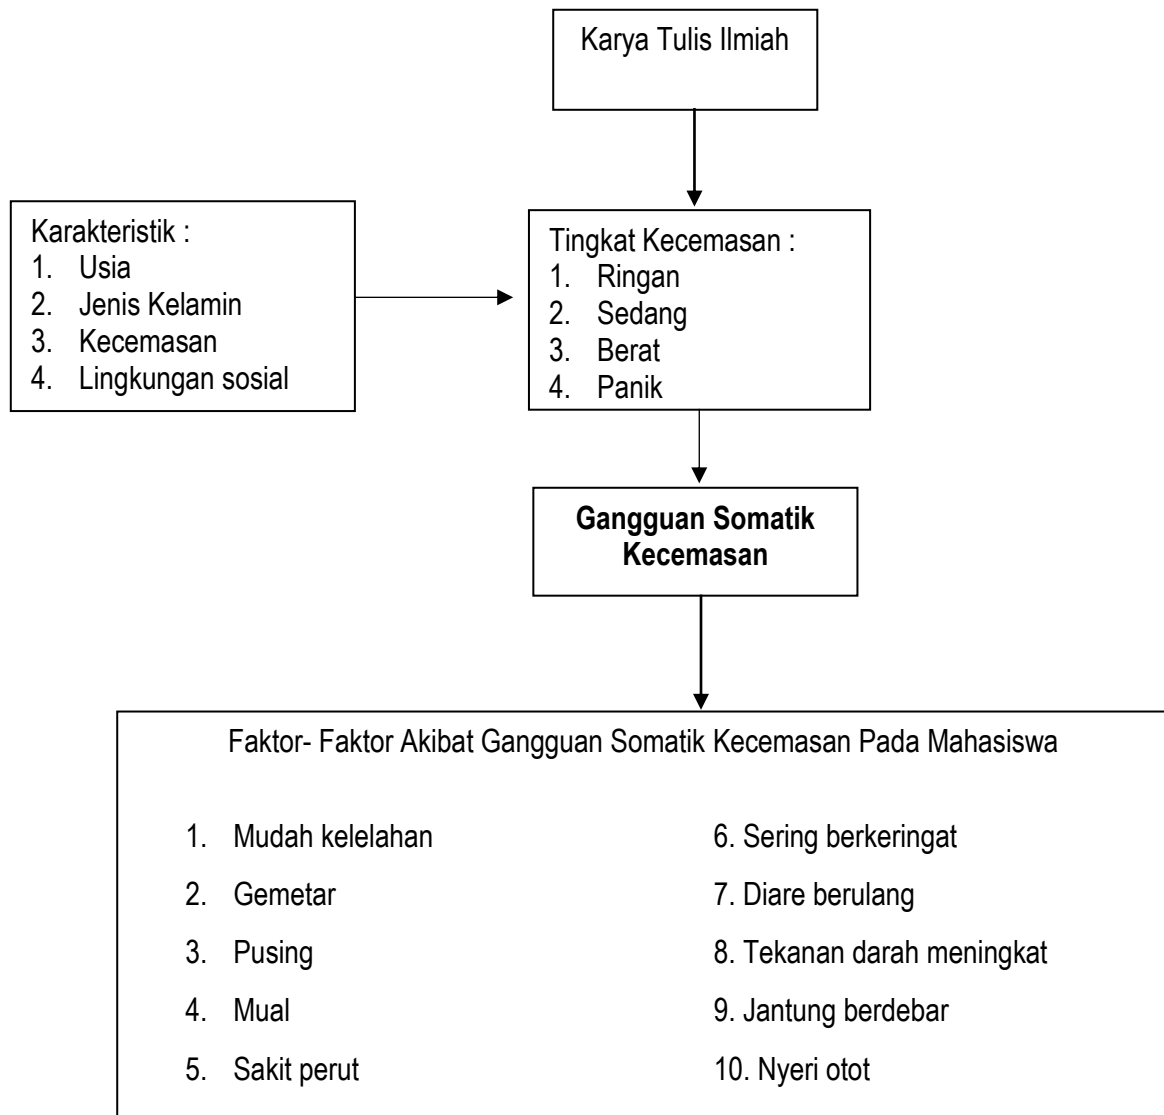 Karya Tulis Ilmiah
Karakteristik :
1. Usia
2. Jenis Kelamin
3. Kecemasan
4. Lingkungan sosial
Tingkat Kecemasan :
1. Ringan
2. Sedang
3. Berat
4. Panik
Gangguan Somatik
Kecemasan
Faktor- Faktor Akibat Gangguan Somatik Kecemasan Pada Mahasiswa
1. Mudah kelelahan
2. Gemetar
3. Pusing
4. Mual
5. Sakit perut
6. Sering berkeringat
7. Diare berulang
8. Tekanan darah meningkat
9. Jantung berdebar
10. Nyeri otot